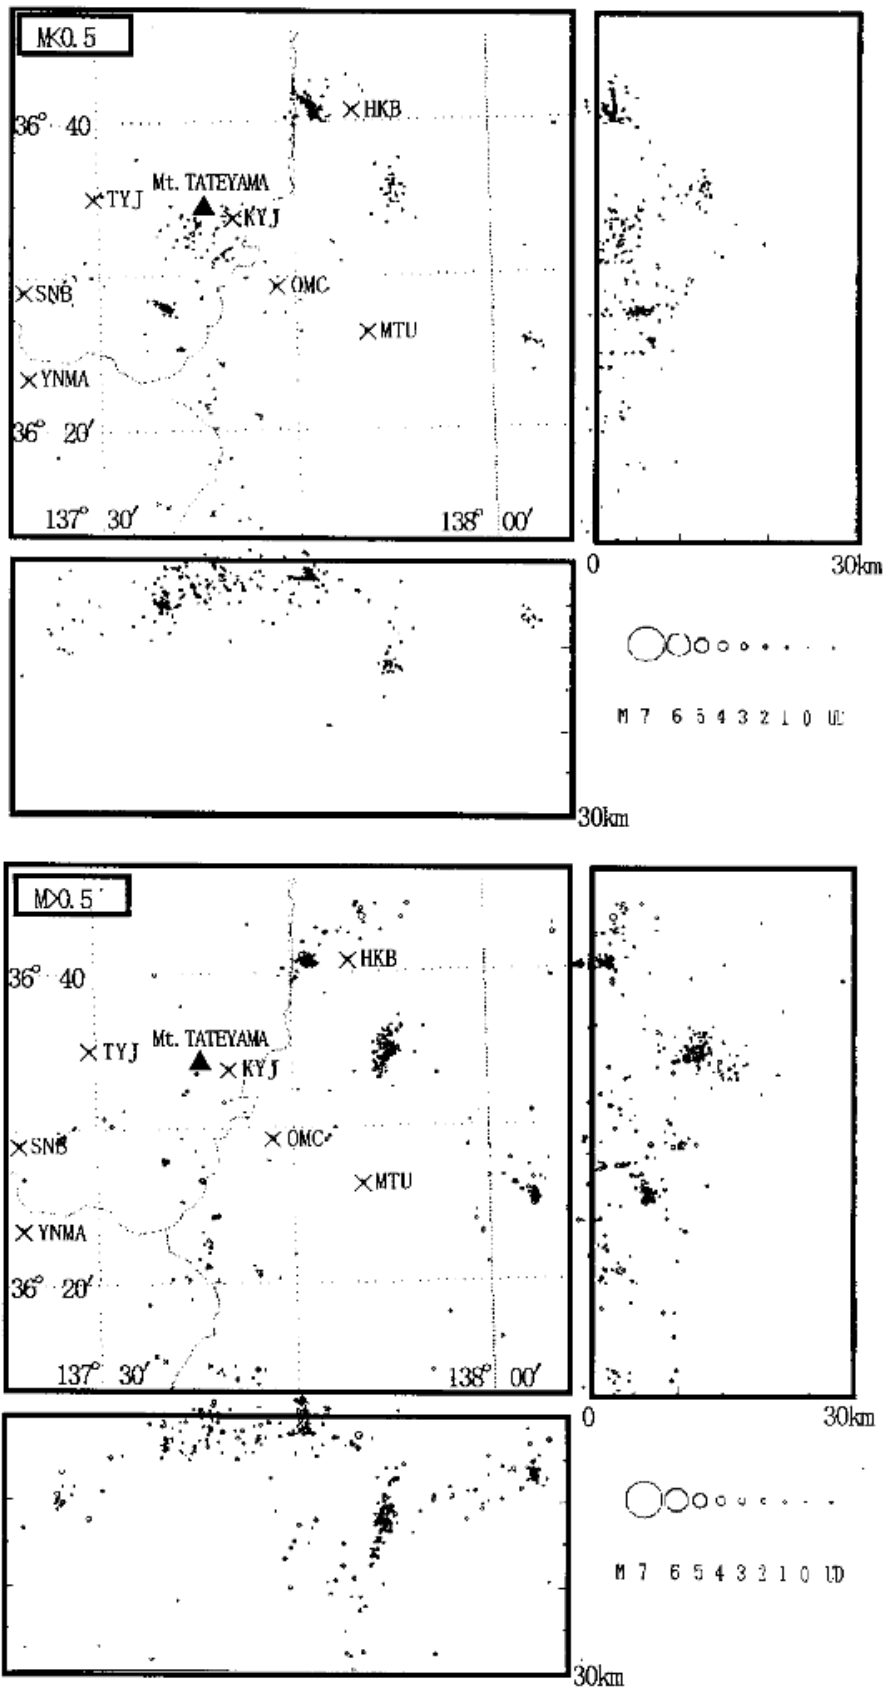 M<0.5
HKB
36° 40
Mt. TATEYAMA
TYJ
KYJ
SNB
OMC
MTU
YNMA
36° 20′
137° 30′ 138° 00′
0 30km
M 7 6 5 4 3 2 1 0 UD
30km
M>0.5
HKB
36° 40
Mt. TATEYAMA
TYJ
KYJ
SNB
OMC
MTU
YNMA
36° 20′
137° 30′ 138° 00′
0 30km
M 7 6 5 4 3 2 1 0 UD
30km